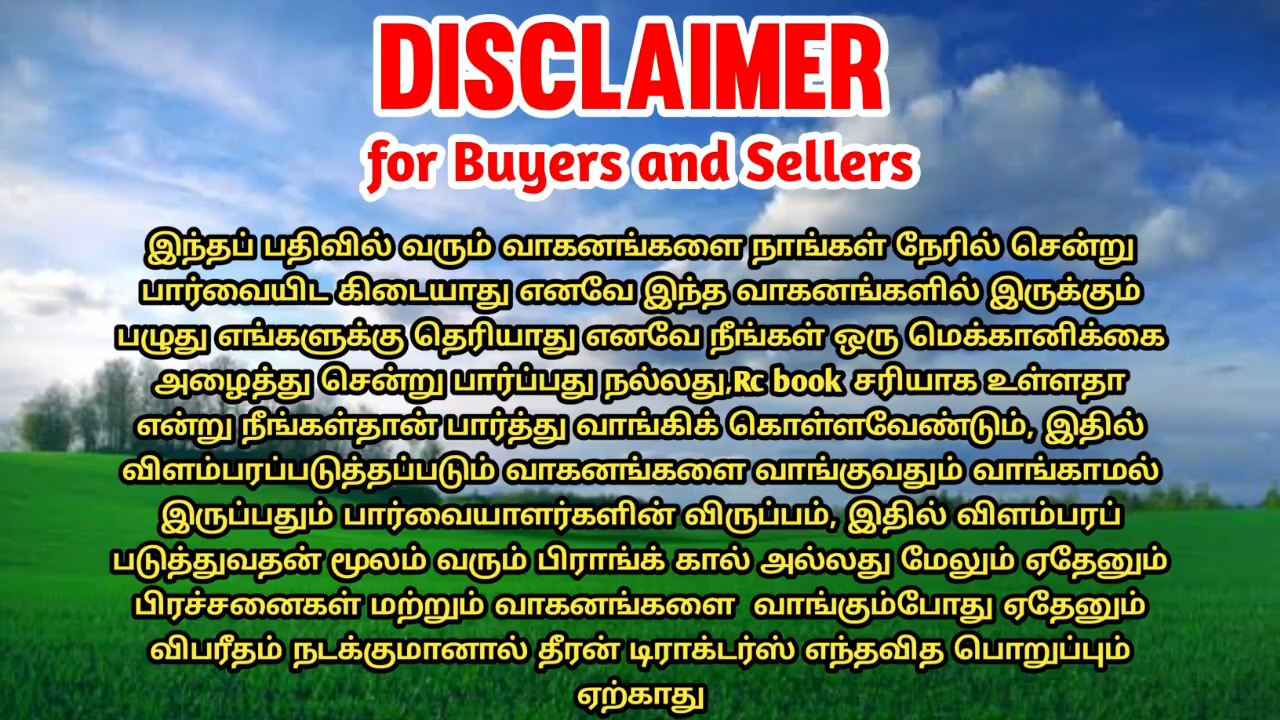 DISCLAIMER
for Buyers and Sellers
இந்தப் பதிவில் வரும் வாகனங்களை நாங்கள் நேரில் சென்று
பார்வையிட கிடையாது எனவே இந்த வாகனங்களில் இருக்கும்
பழுது எங்களுக்கு தெரியாது எனவே நீங்கள் ஒரு மெக்கானிக்கை
அழைத்து சென்று பார்ப்பது நல்லது,Rc book சரியாக உள்ளதா
என்று நீங்கள்தான் பார்த்து வாங்கிக் கொள்ளவேண்டும், இதில்
விளம்பரப்படுத்தப்படும் வாகனங்களை வாங்குவதும் வாங்காமல்
இருப்பதும் பார்வையாளர்களின் விருப்பம், இதில் விளம்பரப்
படுத்துவதன் மூலம் வரும் பிராங்க் கால் அல்லது மேலும் ஏதேனும்
பிரச்சனைகள் மற்றும் வாகனங்களை வாங்கும்போது ஏதேனும்
விபரீதம் நடக்குமானால் தீரன் டிராக்டர்ஸ் எந்தவித பொறுப்பும்
ஏற்காது